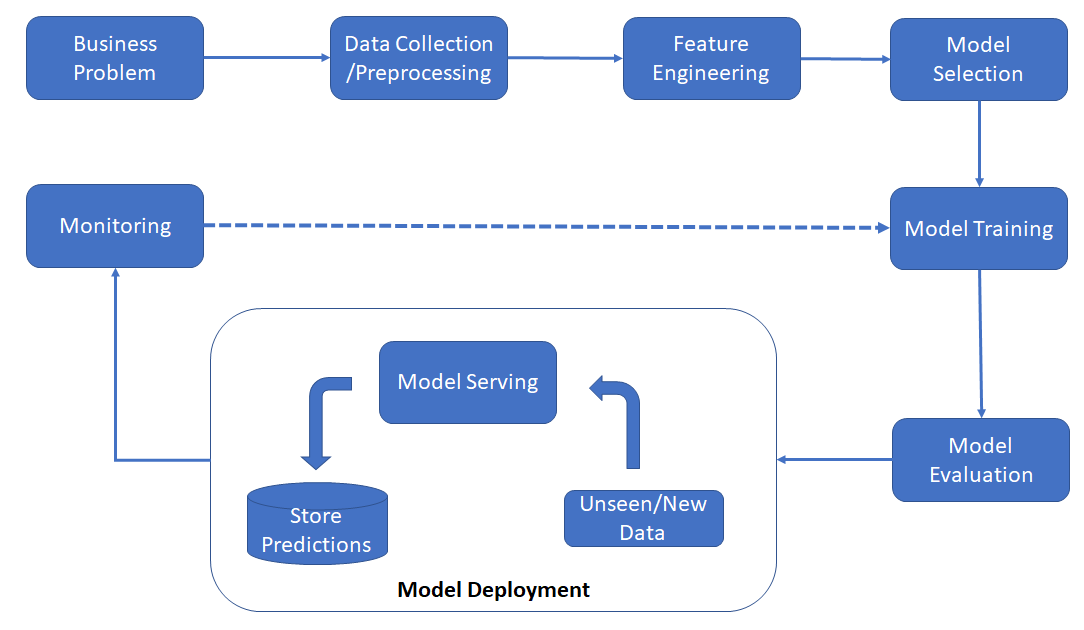 Business
Problem
Data Collection
/Preprocessing
Feature
Engineering
Model
Selection
Monitoring
Model Training
Model Serving
Model
Evaluation
Store
Predictions
Unseen/New
Data
Model Deployment